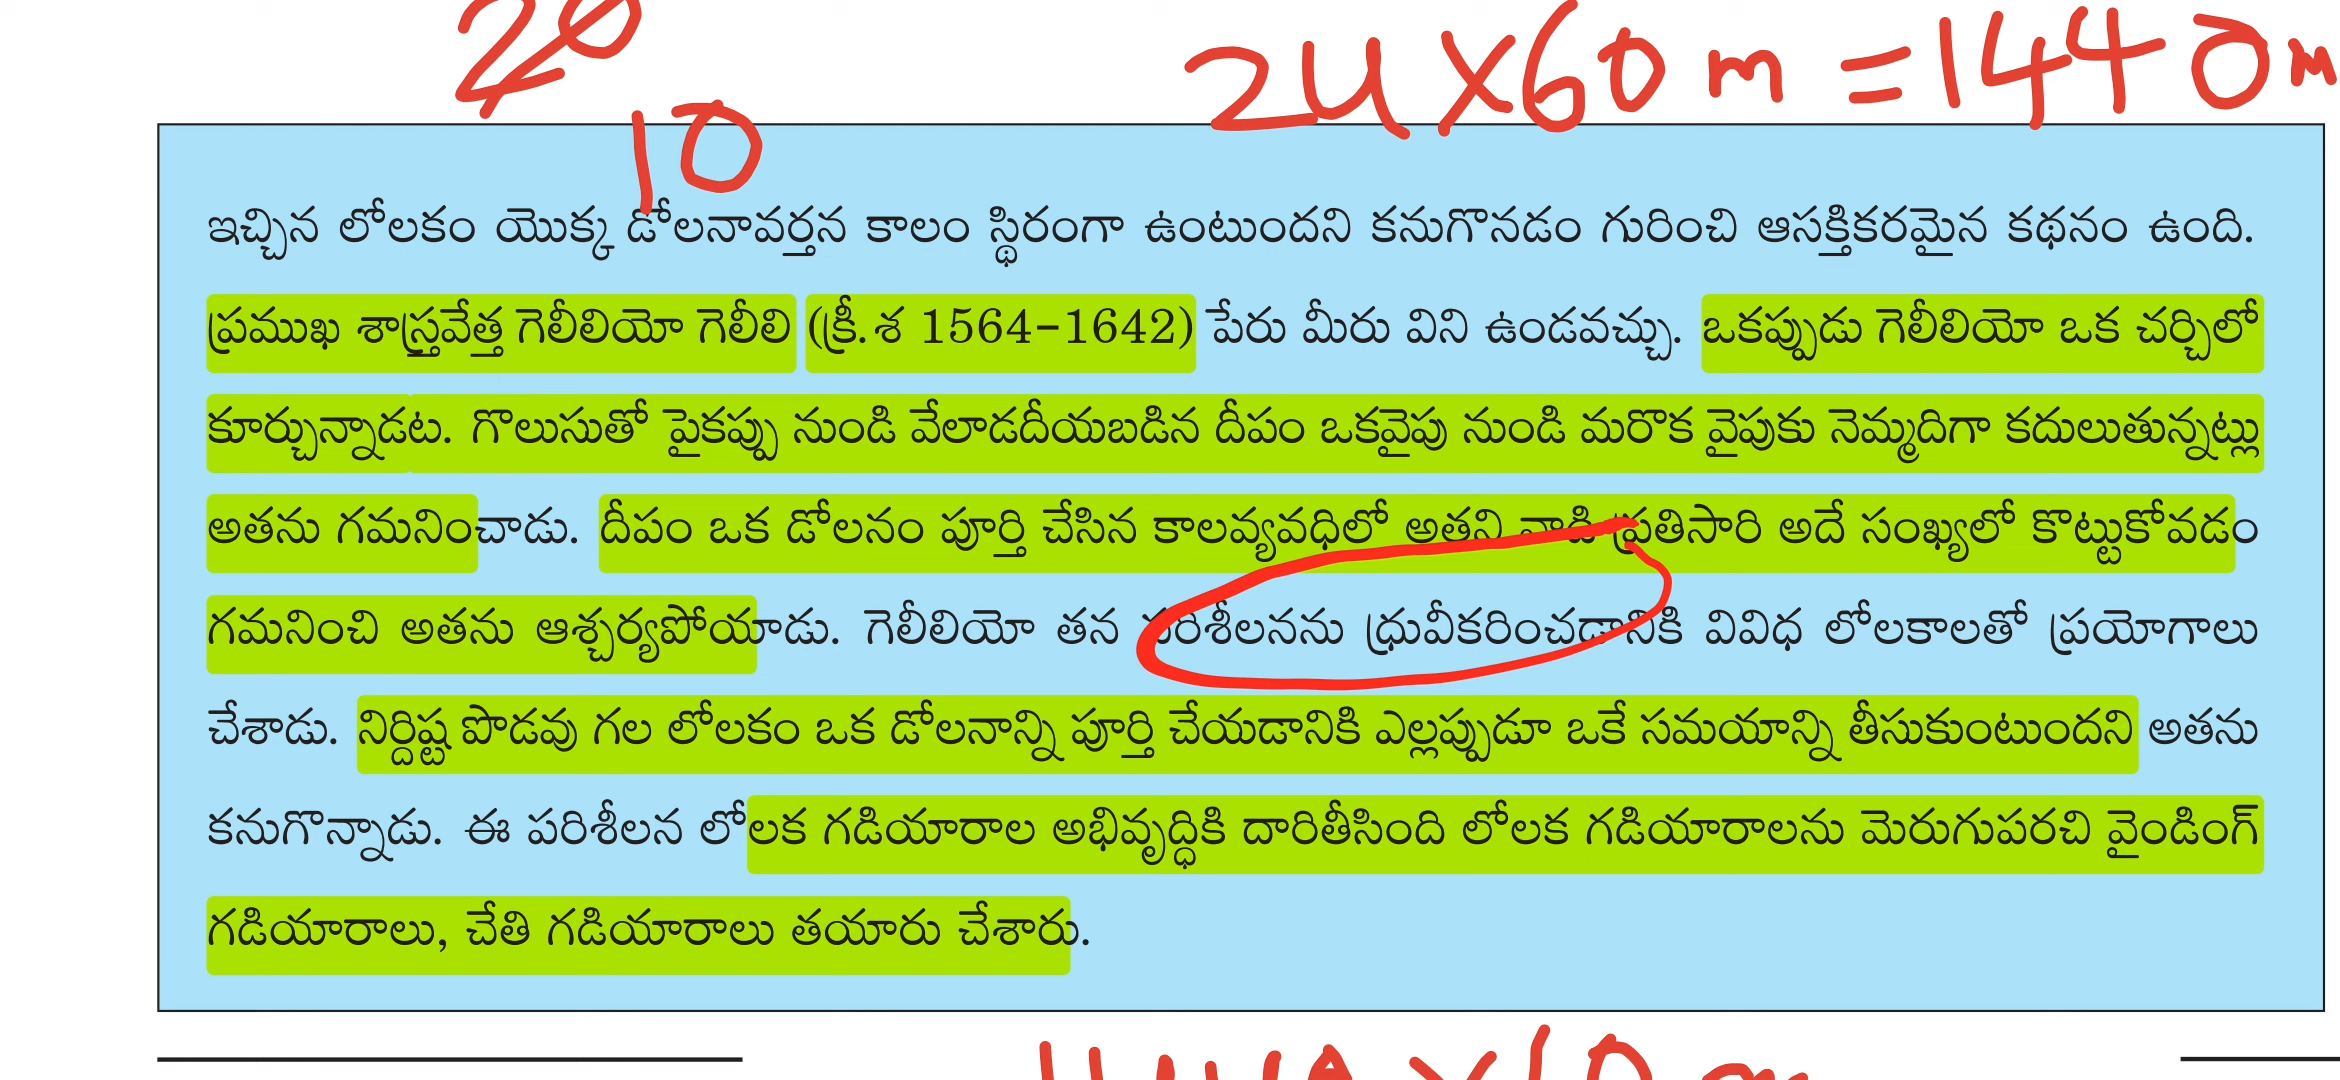 20
10
24 X 60 m = 1440 m
ఇచ్చిన లోలకం యొక్క డోలనావర్తన కాలం స్థిరంగా ఉంటుందని కనుగొనడం గురించి ఆసక్తికరమైన కథనం ఉంది.
ప్రముఖ శాస్త్రవేత్త గెలీలియో గెలీలి (క్రీ.శ 1564-1642) పేరు మీరు విని ఉండవచ్చు. ఒకప్పుడు గెలీలియో ఒక చర్చిలో
కూర్చున్నాడట. గొలుసుతో పైకప్పు నుండి వేలాడదీయబడిన దీపం ఒకవైపు నుండి మరొక వైపుకు నెమ్మదిగా కదులుతున్నట్లు
అతను గమనించాడు. దీపం ఒక డోలనం పూర్తి చేసిన కాలవ్యవధిలో అతని నాడి ప్రతిసారి అదే సంఖ్యలో కొట్టుకోవడం
గమనించి అతను ఆశ్చర్యపోయాడు. గెలీలియో తన పరిశీలనను ధ్రువీకరించడానికి వివిధ లోలకాలతో ప్రయోగాలు
చేశాడు. నిర్దిష్ట పొడవు గల లోలకం ఒక డోలనాన్ని పూర్తి చేయడానికి ఎల్లప్పుడూ ఒకే సమయాన్ని తీసుకుంటుందని అతను
కనుగొన్నాడు. ఈ పరిశీలన లోలక గడియారాల అభివృద్ధికి దారితీసింది లోలక గడియారాలను మెరుగుపరచి వైండింగ్
గడియారాలు, చేతి గడియారాలు తయారు చేశారు.